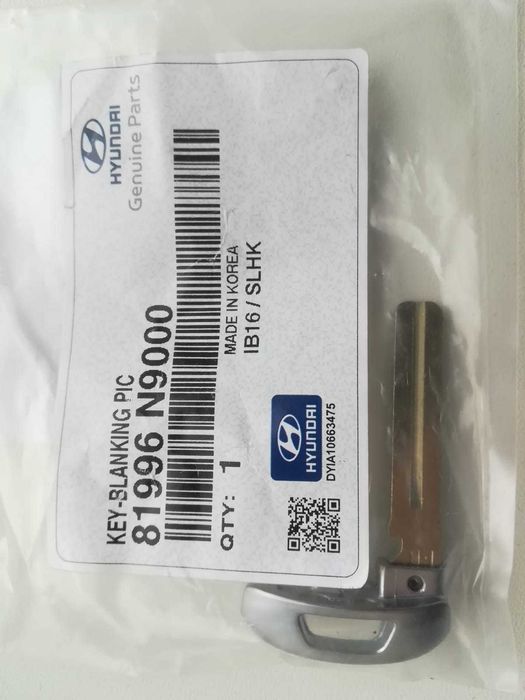 HYUNDAI
Genuine Parts
KEY-BLANKING PIC
81996 N9000
QTY: 1
MADE IN KOREA
IB16 / SLHK
HYUNDAI
DYIA10663475